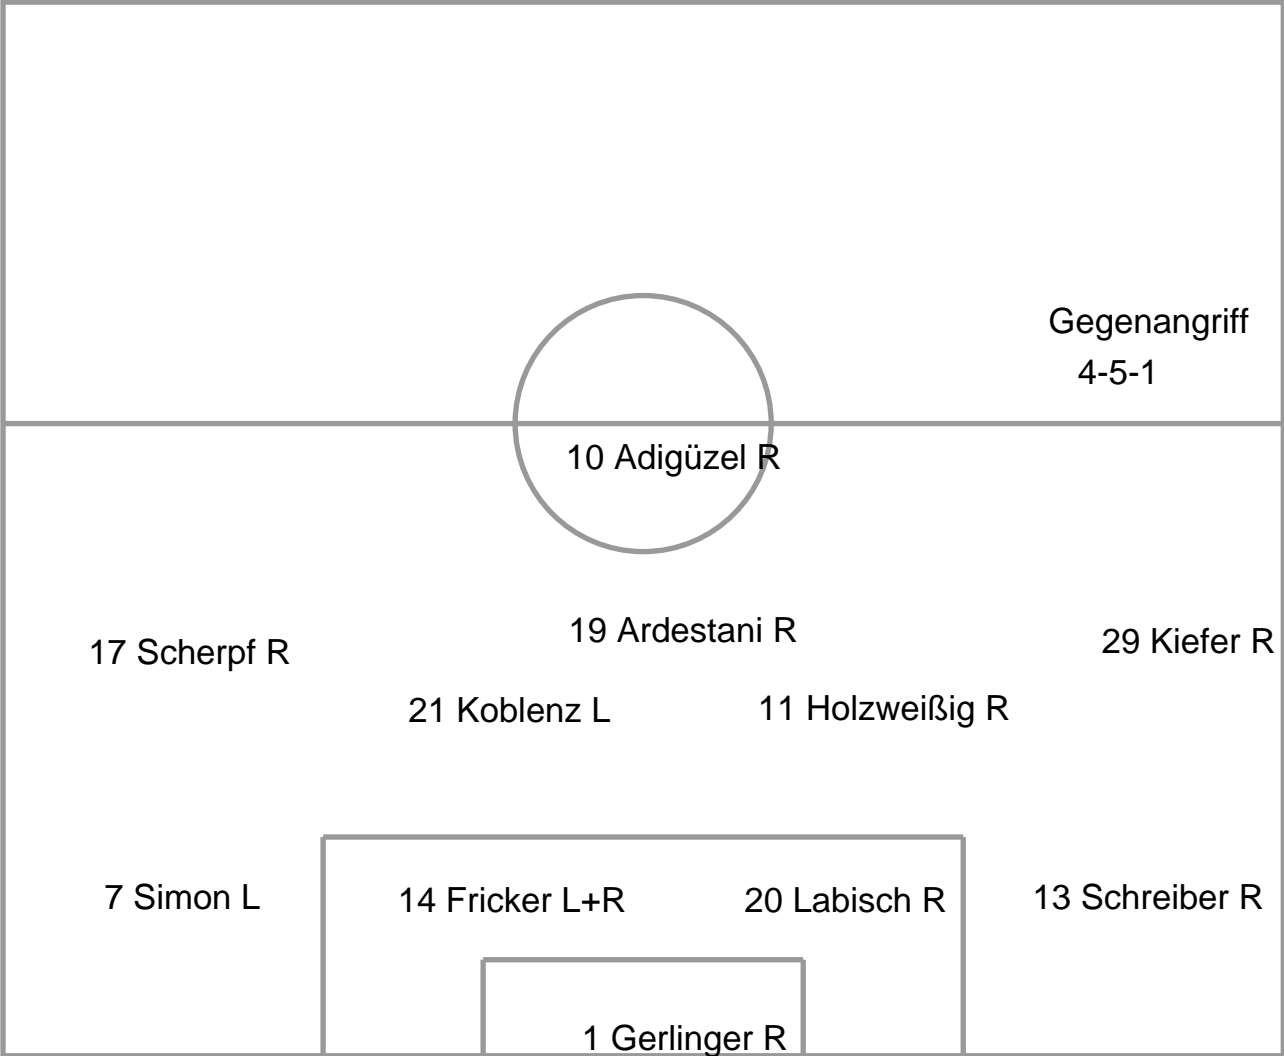 Gegenangriff
4-5-1
10 Adigüzel R
19 Ardestani R
17 Scherpf R
29 Kiefer R
21 Koblenz L
11 Holzweißig R
7 Simon L
14 Fricker L+R
20 Labisch R
13 Schreiber R
1 Gerlinger R